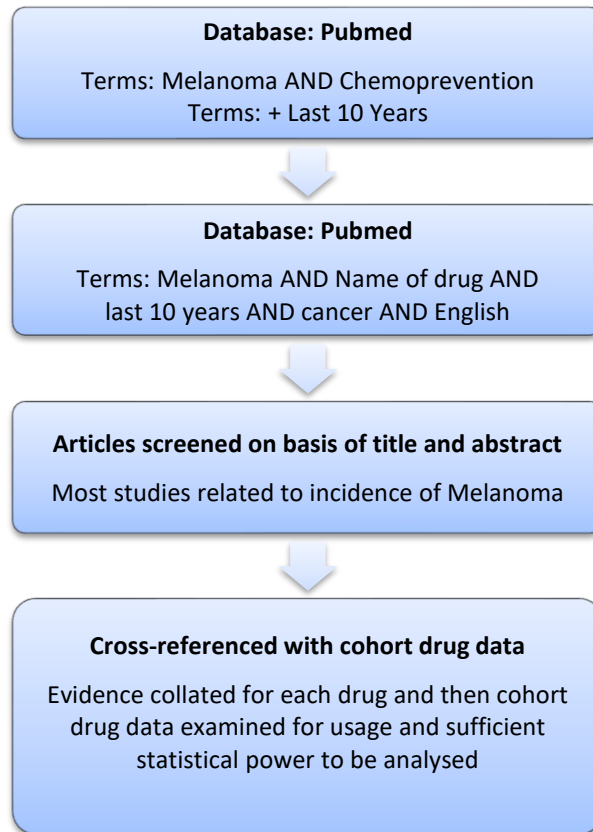 Database: Pubmed
Terms: Melanoma AND Chemoprevention
Terms: + Last 10 Years
Database: Pubmed
Terms: Melanoma AND Name of drug AND
last 10 years AND cancer AND English
Articles screened on basis of title and abstract
Most studies related to incidence of Melanoma
Cross-referenced with cohort drug data
Evidence collated for each drug and then cohort
drug data examined for usage and sufficient
statistical power to be analysed